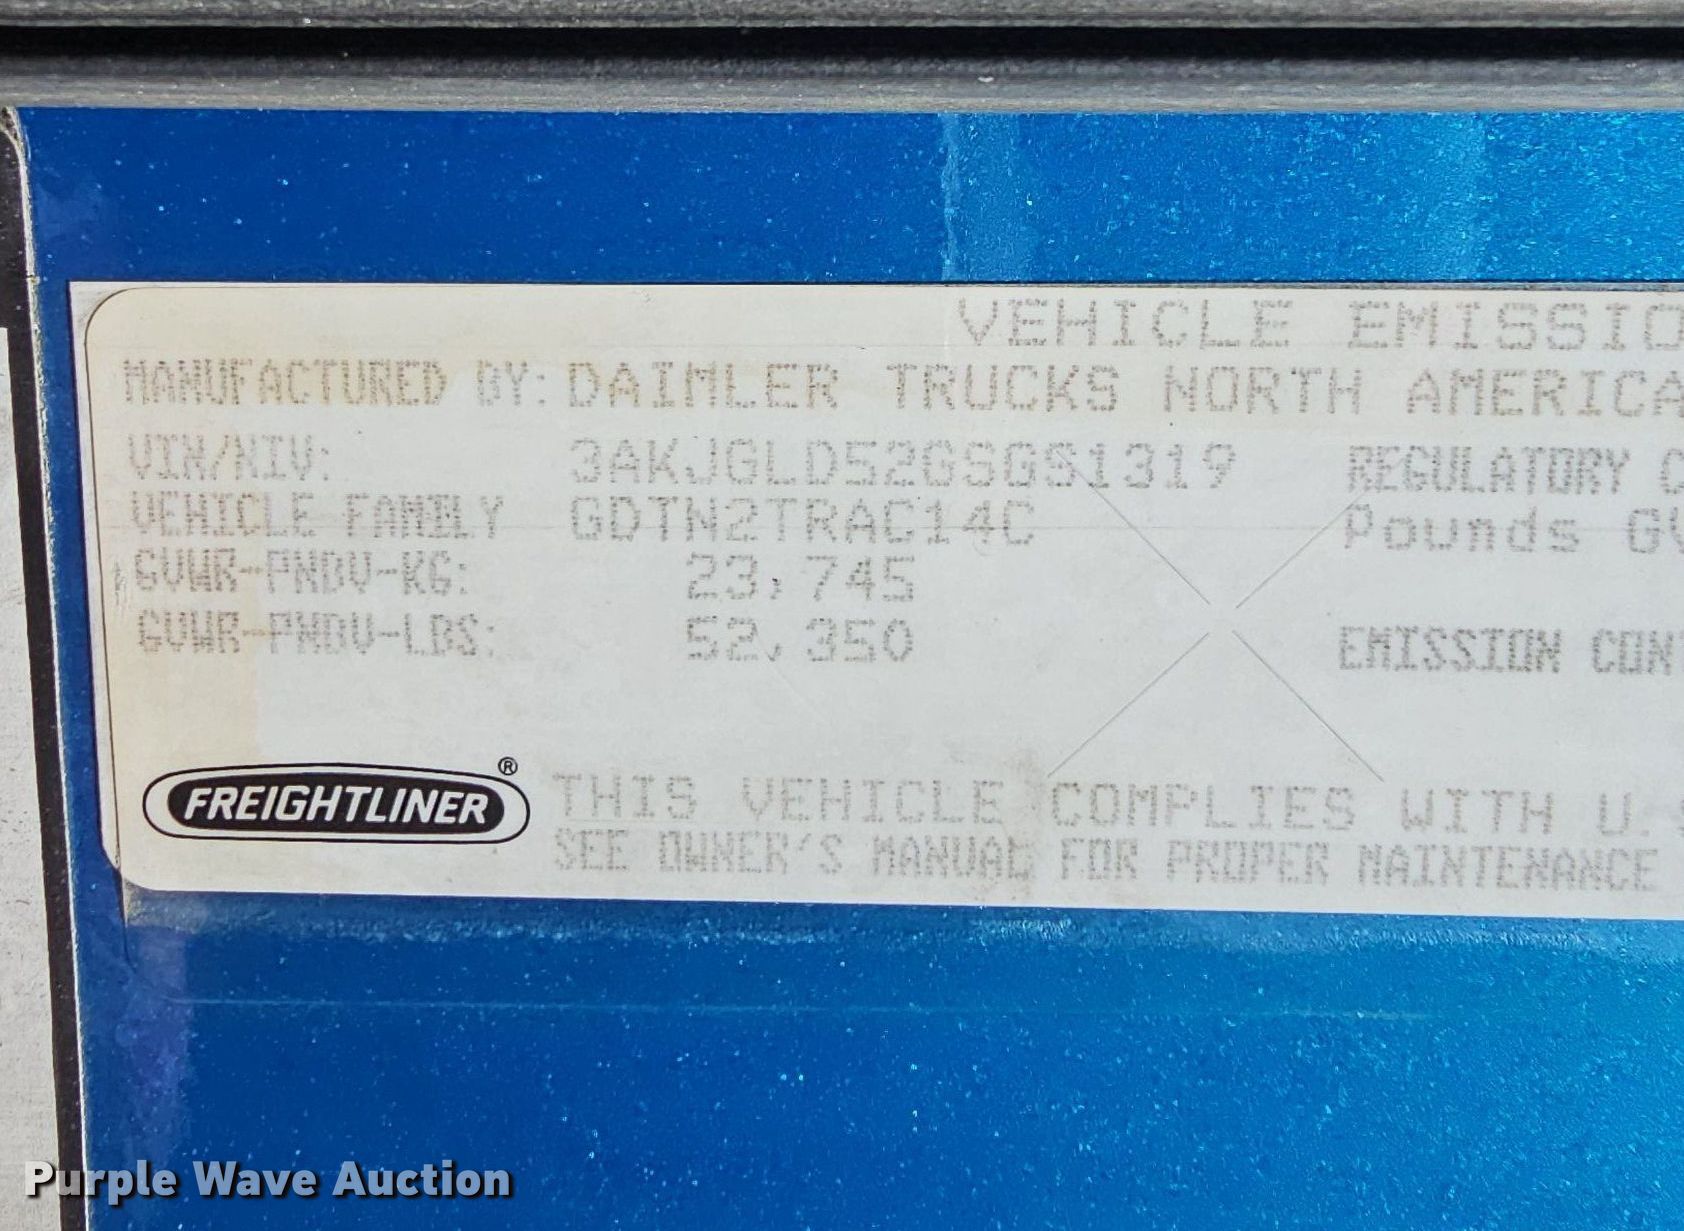 VEHICLE EMISSIO
MANUFACTURED BY: DAIMLER TRUCKS NORTH AMERICA
VIN/NIV: 3AKJGLD52GSGS1319 REGULATORY C
VEHICLE FAMILY GDTN2TRAC14C Pounds GV
GVWR-PNBV-KG: 23,745
GVWR-PNBV-LBS: 52,350 EMISSION CONT
FREIGHTLINER®
THIS VEHICLE COMPLIES WITH U.S
SEE OWNER'S MANUAL FOR PROPER MAINTENANCE
Purple Wave Auction